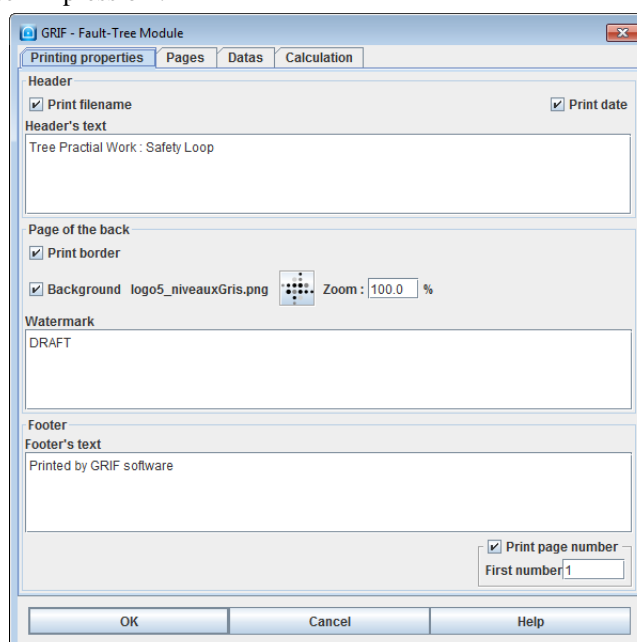 GRIF - Fault-Tree Module
Printing properties Pages Datas Calculation
Header
Print filename Print date
Header's text
Tree Practial Work : Safety Loop
Page of the back
Print border
Background logo5_niveauxGris.png Zoom : 100.0 %
Watermark
DRAFT
Footer
Footer's text
Printed by GRIF software
Print page number
First number 1
OK Cancel Help